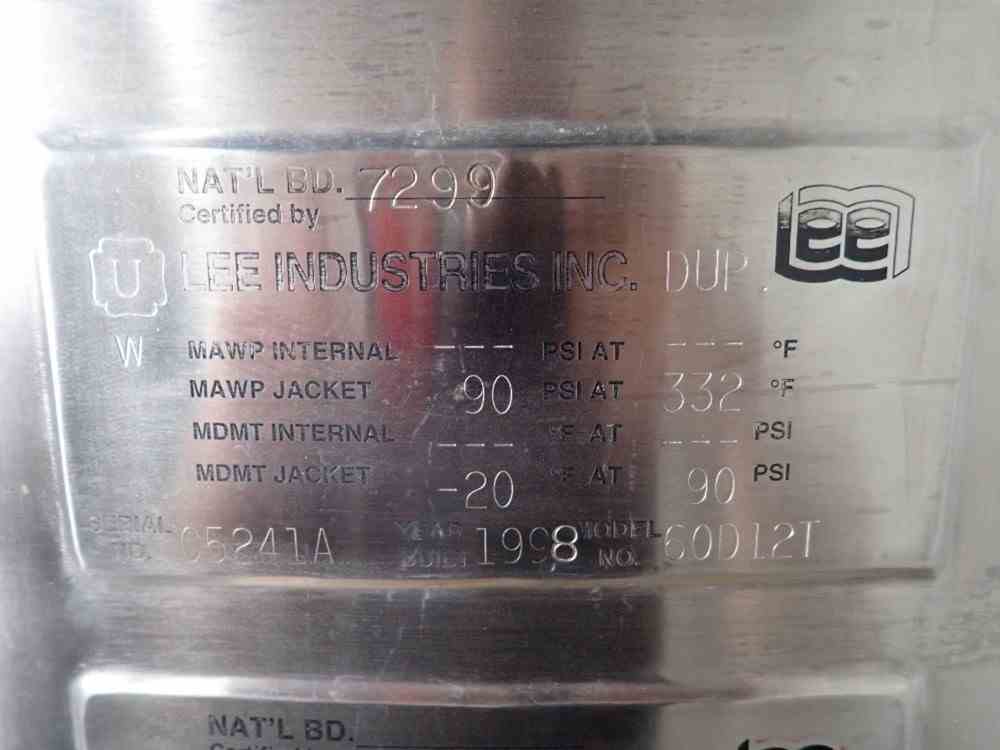 NAT'L BD. 7299
Certified by
LEE
U LEE INDUSTRIES INC. DUP.
W MAWP INTERNAL --- PSI AT --- °F
MAWP JACKET 90 PSI AT 332 °F
MDMT INTERNAL --- °F AT --- PSI
MDMT JACKET -20 °F AT 90 PSI
SERIAL NO. C5241A YEAR BUILT 1998 MODEL NO. 60D12T
NAT'L BD.
Certified by